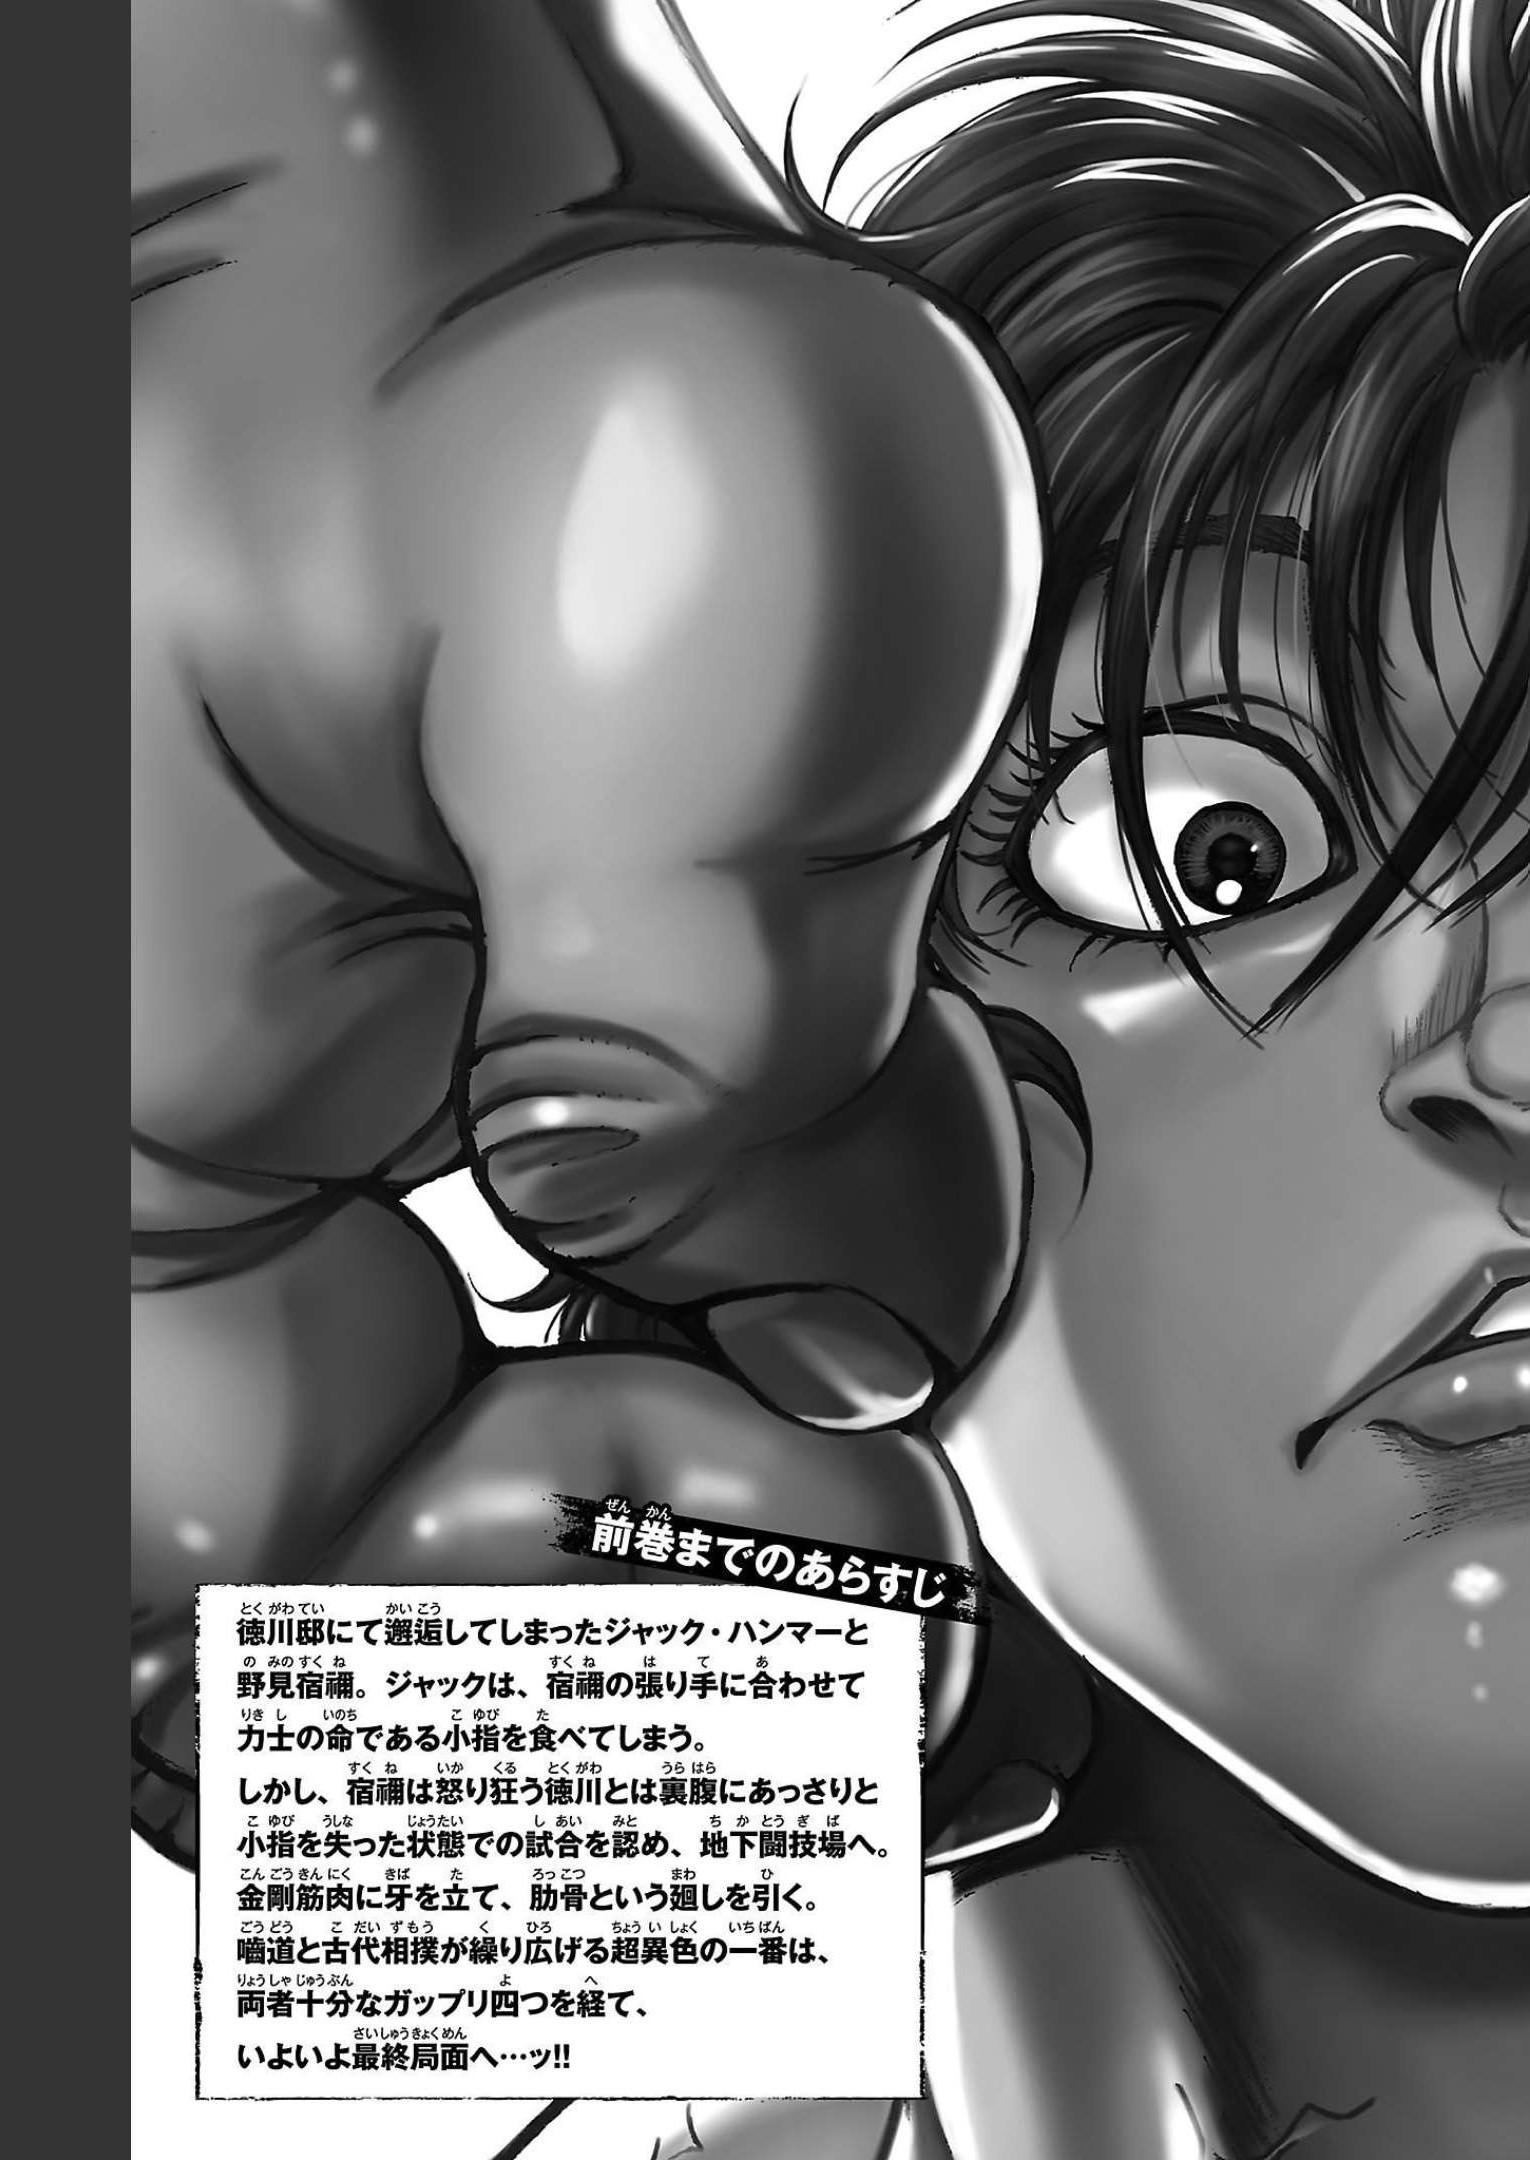 前巻までのあらすじ
徳川邸にて邂逅してしまったジャック・ハンマーと
野見宿禰。ジャックは、宿禰の張り手に合わせて
力士の命である小指を食べてしまう。
しかし、宿禰は怒り狂う徳川とは裏腹にあっさりと
小指を失った状態での試合を認め、地下闘技場へ。
金剛筋肉に牙を立て、肋骨という廻しを引く。
嚙道と古代相撲が繰り広げる超異色の一番は、
両者十分なガップリ四つを経て、
いよいよ最終局面へ…ッ!!